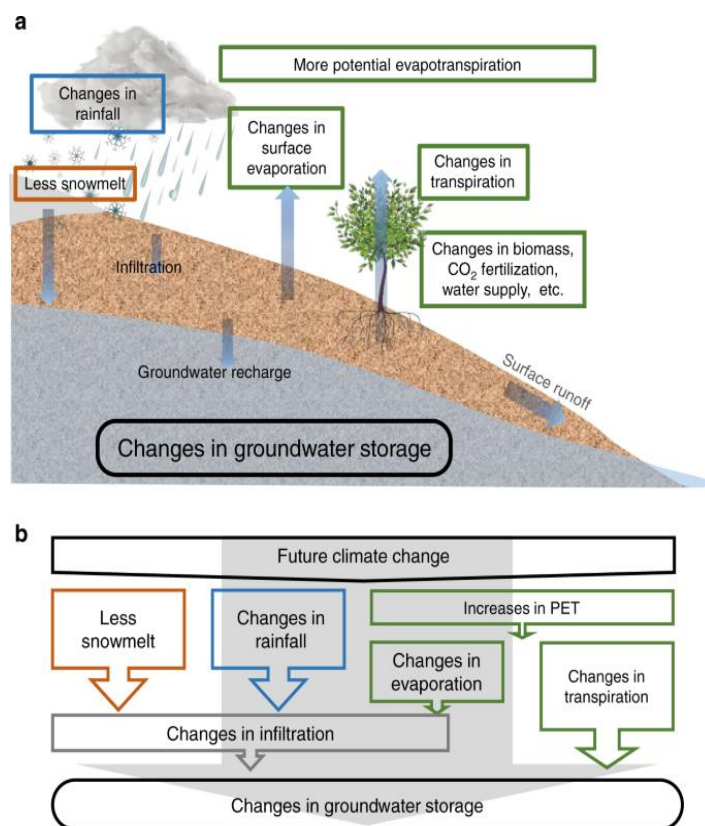 a
More potential evapotranspiration
Changes in
rainfall
Changes in
surface
evaporation
Changes in
transpiration
Less snowmelt
Changes in biomass,
CO₂ fertilization,
water supply, etc.
Infiltration
Groundwater recharge
Surface runoff
Changes in groundwater storage
b
Future climate change
Less
snowmelt
Changes in
rainfall
Increases in PET
Changes in
evaporation
Changes in
transpiration
Changes in infiltration
Changes in groundwater storage